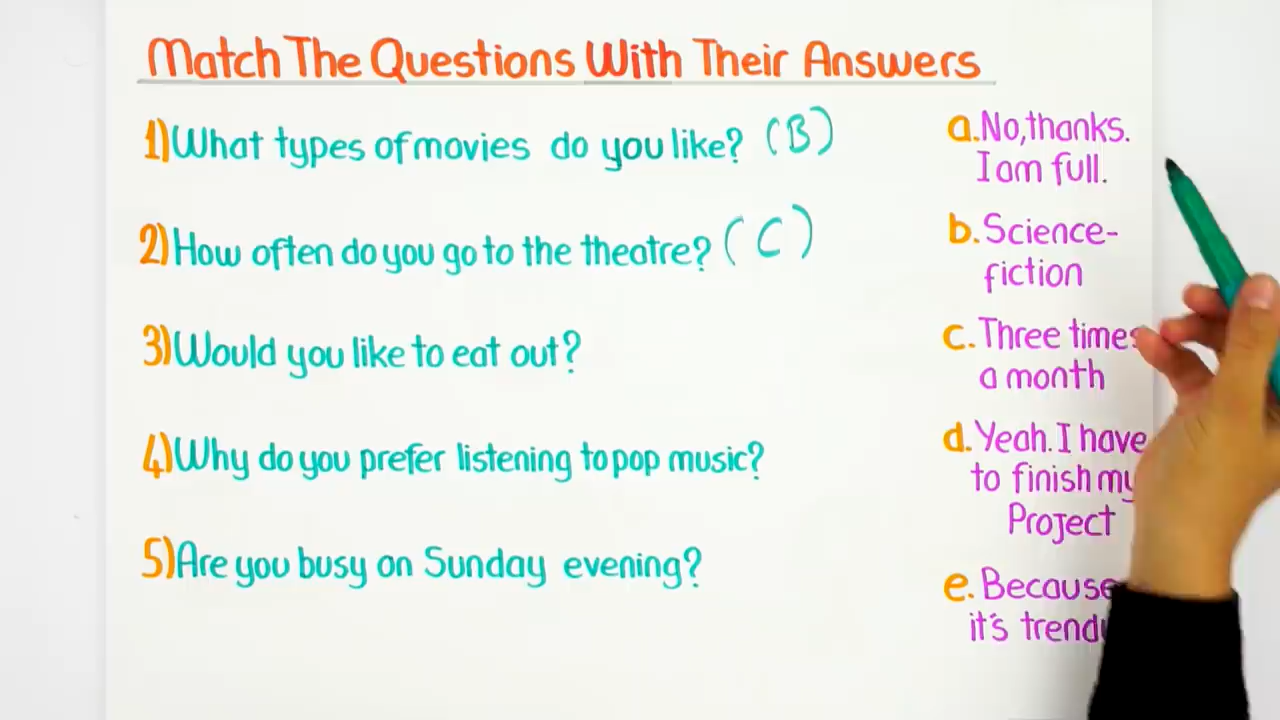 Match The Questions With Their Answers
1) What types of movies do you like? (B)
2) How often do you go to the theatre? (C)
3) Would you like to eat out?
4) Why do you prefer listening to pop music?
5) Are you busy on Sunday evening?
a. No, thanks.
I am full.
b. Science-
fiction
c. Three times
a month
d. Yeah. I have
to finish my
Project
e. Because
it's